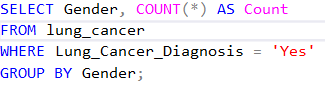 SELECT Gender, COUNT(*) AS Count
FROM lung_cancer
WHERE Lung_Cancer_Diagnosis = 'Yes'
GROUP BY Gender;